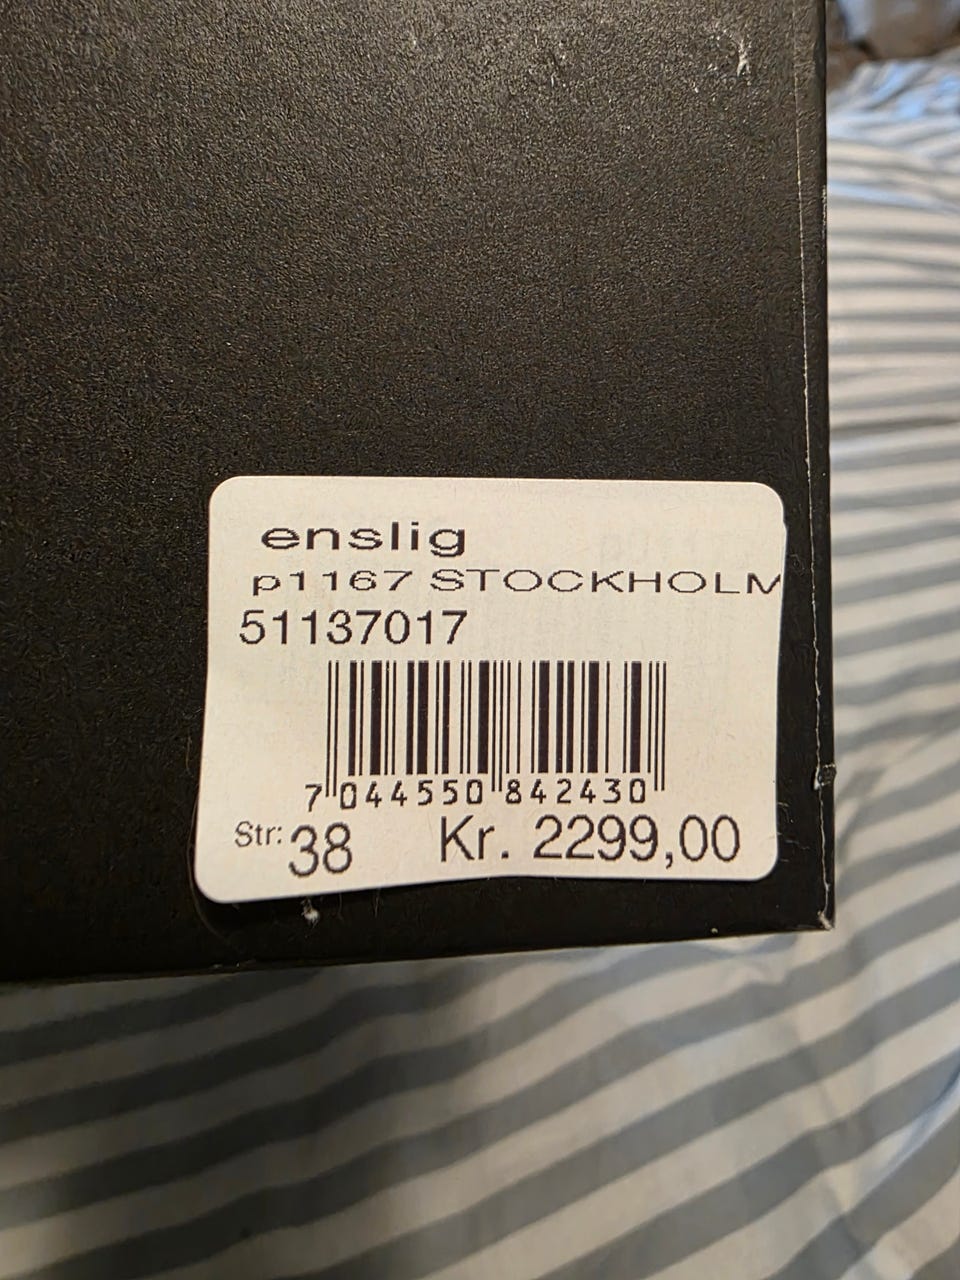 enslig
p1167 STOCKHOLM
51137017
7 044550 842430
Str: 38 Kr. 2299,00